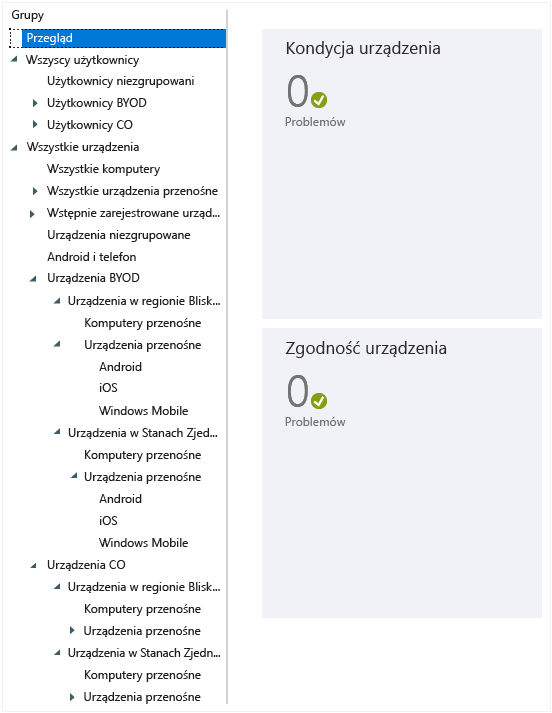 Grupy
Przegląd
Wszyscy użytkownicy
Użytkownicy niezgrupowani
Użytkownicy BYOD
Użytkownicy CO
Wszystkie urządzenia
Wszystkie komputery
Wszystkie urządzenia przenośne
Wstępnie zarejestrowane urząd...
Urządzenia niezgrupowane
Android i telefon
Urządzenia BYOD
Urządzenia w regionie Blisk...
Komputery przenośne
Urządzenia przenośne
Android
iOS
Windows Mobile
Urządzenia w Stanach Zjed...
Komputery przenośne
Urządzenia przenośne
Android
iOS
Windows Mobile
Urządzenia CO
Urządzenia w regionie Blisk...
Komputery przenośne
Urządzenia przenośne
Urządzenia w Stanach Zjedn...
Komputery przenośne
Urządzenia przenośne
Kondycja urządzenia
0
Problemów
Zgodność urządzenia
0
Problemów